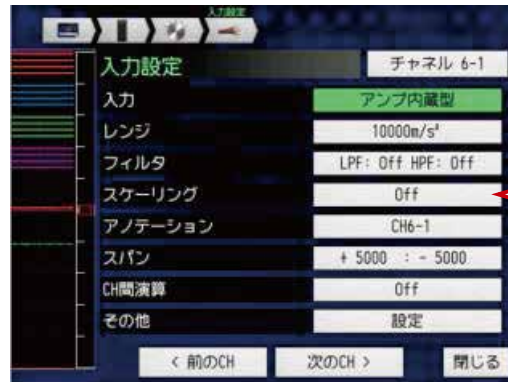 入力設定
入力設定 チャネル 6-1
入力 アンプ内蔵型
レンジ 10000m/s²
フィルタ LPF: Off HPF: Off
スケーリング Off
アノテーション CH6-1
スパン + 5000 : - 5000
CH間演算 Off
その他 設定
< 前のCH 次のCH > 閉じる